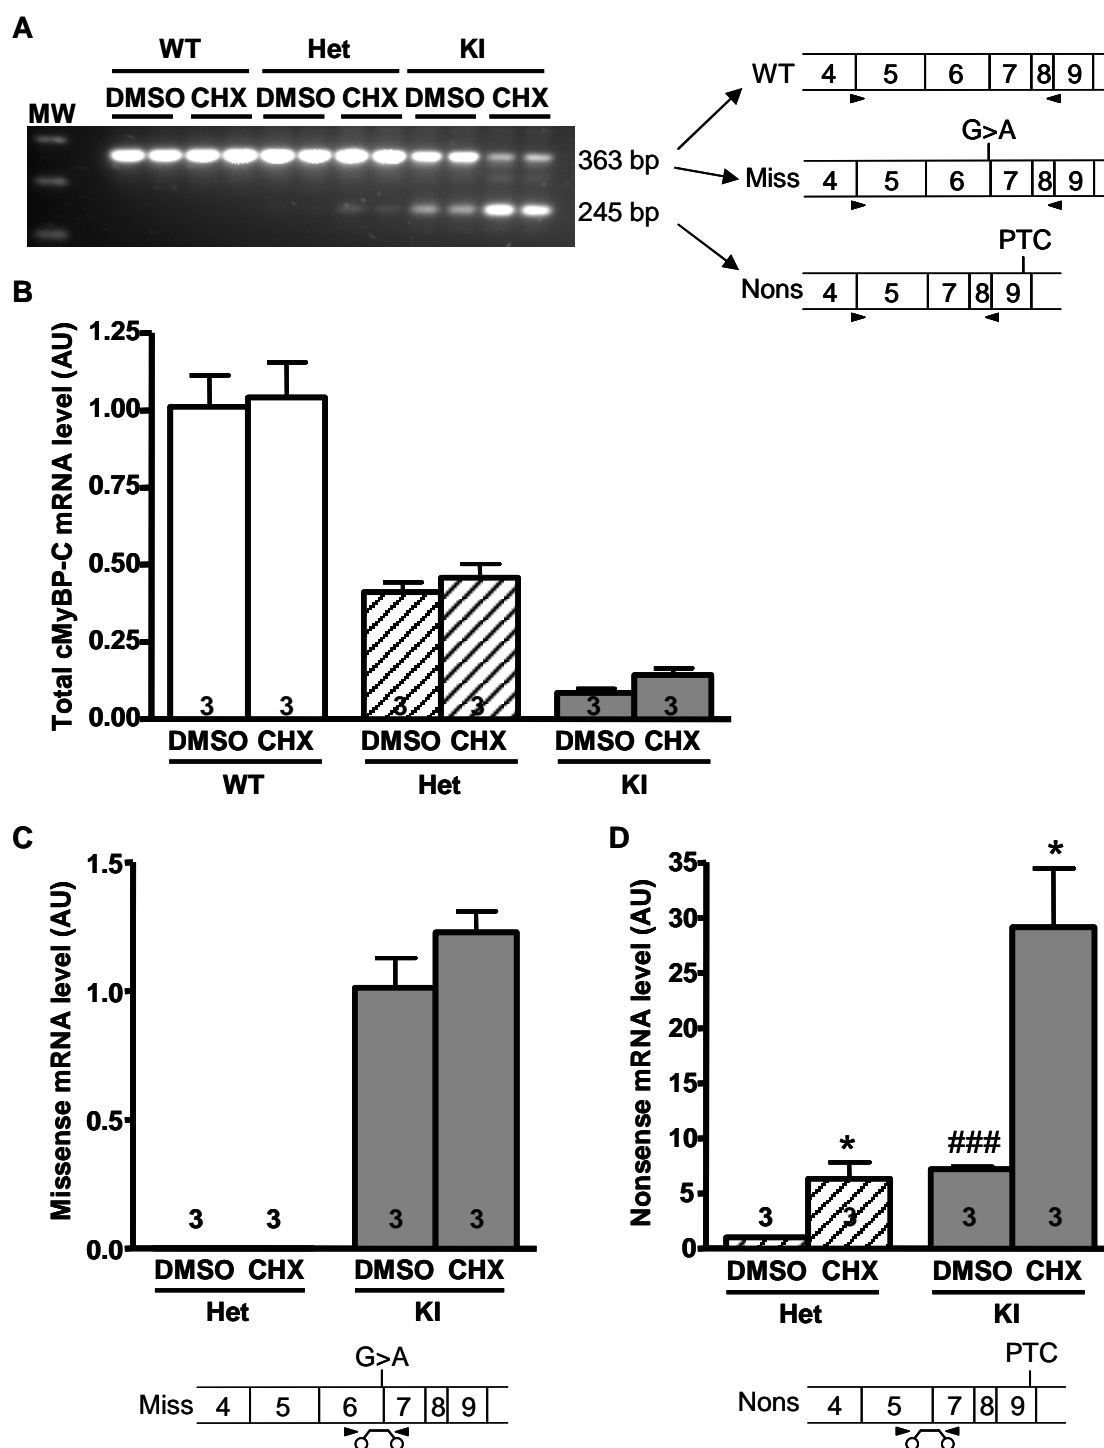 A
WT Het KI
DMSO CHX DMSO CHX DMSO CHX
MW
363 bp
245 bp
WT 4 5 6 7 8 9
G>A
Miss 4 5 6 7 8 9
PTC
Nons 4 5 7 8 9
B
Total cMyBP-C mRNA level (AU)
1.25
1.00
0.75
0.50
0.25
0.00
3 3 3 3 3 3
DMSO CHX DMSO CHX DMSO CHX
WT Het KI
C
Missense mRNA level (AU)
1.5
1.0
0.5
0.0
3 3 3 3
DMSO CHX DMSO CHX
Het KI
G>A
Miss 4 5 6 7 8 9
D
Nonsense mRNA level (AU)
35
30
25
20
15
10
5
0
* ### *
3 3 3 3
DMSO CHX DMSO CHX
Het KI
PTC
Nons 4 5 7 8 9